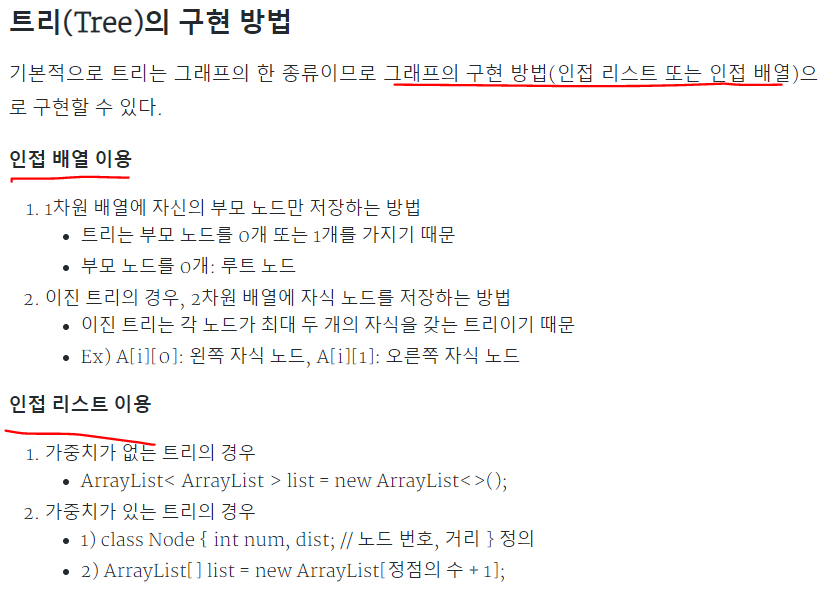 트리(Tree)의 구현 방법
기본적으로 트리는 그래프의 한 종류이므로 그래프의 구현 방법(인접 리스트 또는 인접 배열)으
로 구현할 수 있다.
인접 배열 이용
1. 1차원 배열에 자신의 부모 노드만 저장하는 방법
• 트리는 부모 노드를 0개 또는 1개를 가지기 때문
• 부모 노드를 0개: 루트 노드
2. 이진 트리의 경우, 2차원 배열에 자식 노드를 저장하는 방법
• 이진 트리는 각 노드가 최대 두 개의 자식을 갖는 트리이기 때문
• Ex) A[i][0]: 왼쪽 자식 노드, A[i][1]: 오른쪽 자식 노드
인접 리스트 이용
1. 가중치가 없는 트리의 경우
• ArrayList< ArrayList > list = new ArrayList<>();
2. 가중치가 있는 트리의 경우
• 1) class Node { int num, dist; // 노드 번호, 거리 } 정의
• 2) ArrayList[] list = new ArrayList[정점의 수 + 1];